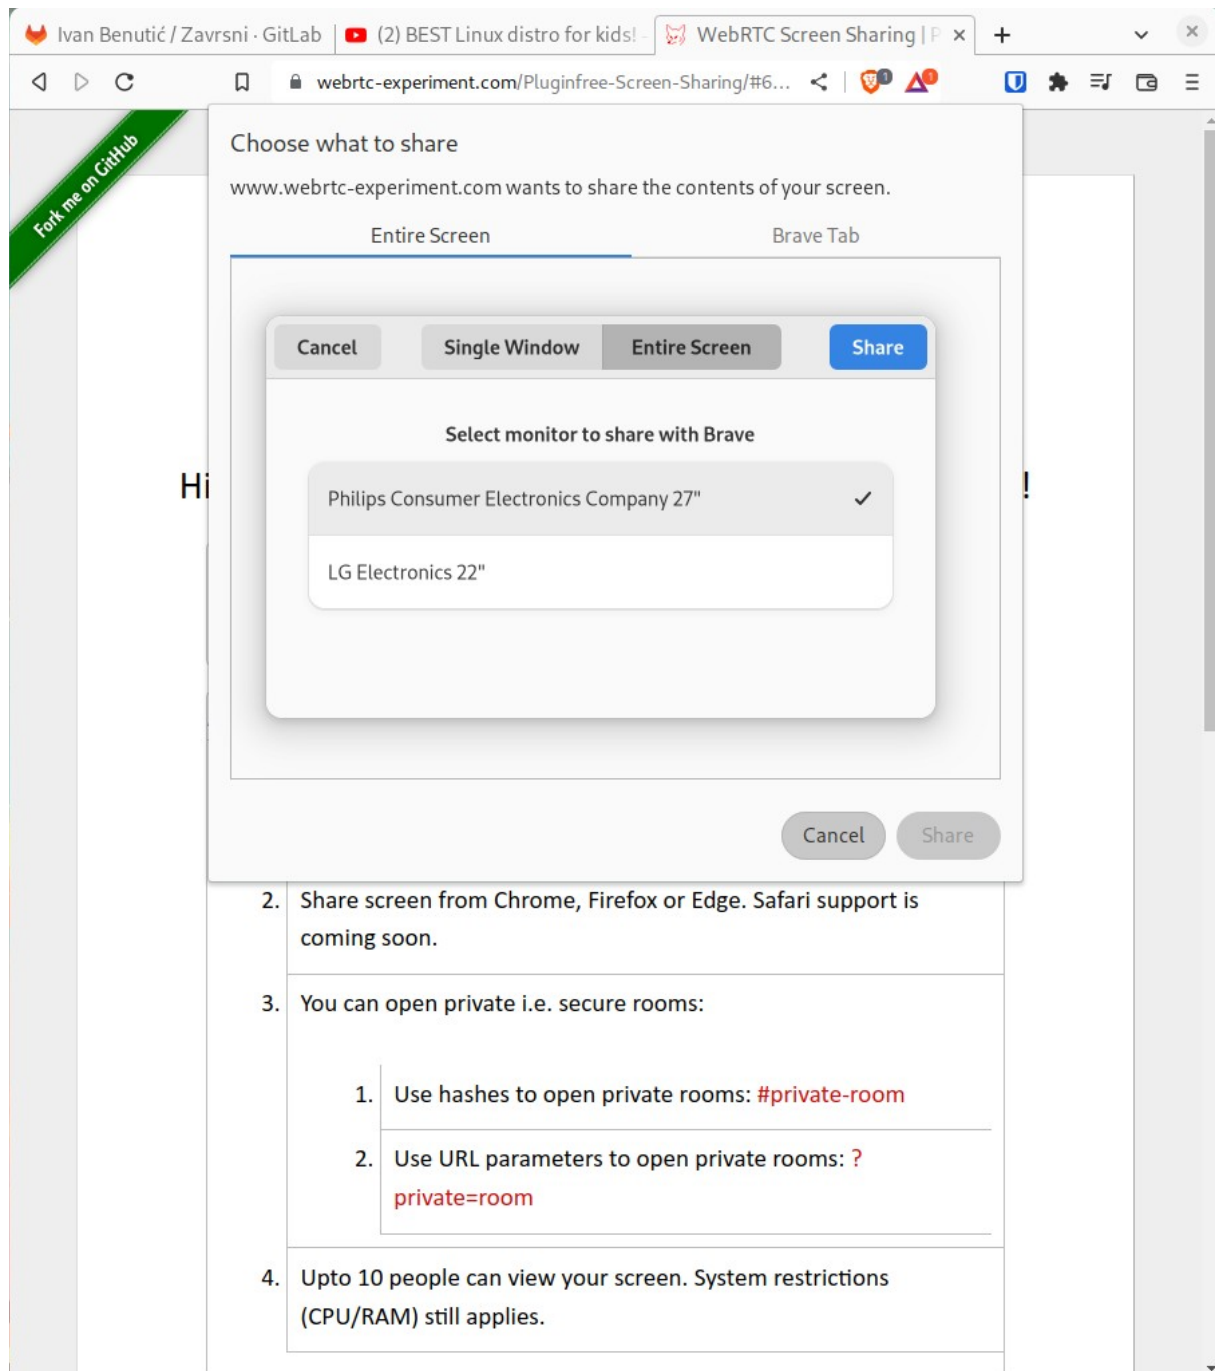 Ivan Benutić / Zavrsni · GitLab
(2) BEST Linux distro for kids! -
WebRTC Screen Sharing | P
webrtc-experiment.com/Pluginfree-Screen-Sharing/#6...
1
1
Fork me on GitHub
Choose what to share
www.webrtc-experiment.com wants to share the contents of your screen.
Entire Screen
Brave Tab
Cancel
Single Window
Entire Screen
Share
Select monitor to share with Brave
Hi
!
Philips Consumer Electronics Company 27"
LG Electronics 22"
Cancel
Share
2. Share screen from Chrome, Firefox or Edge. Safari support is
coming soon.
3. You can open private i.e. secure rooms:
1. Use hashes to open private rooms: #private-room
2. Use URL parameters to open private rooms: ?
private=room
4. Upto 10 people can view your screen. System restrictions
(CPU/RAM) still applies.